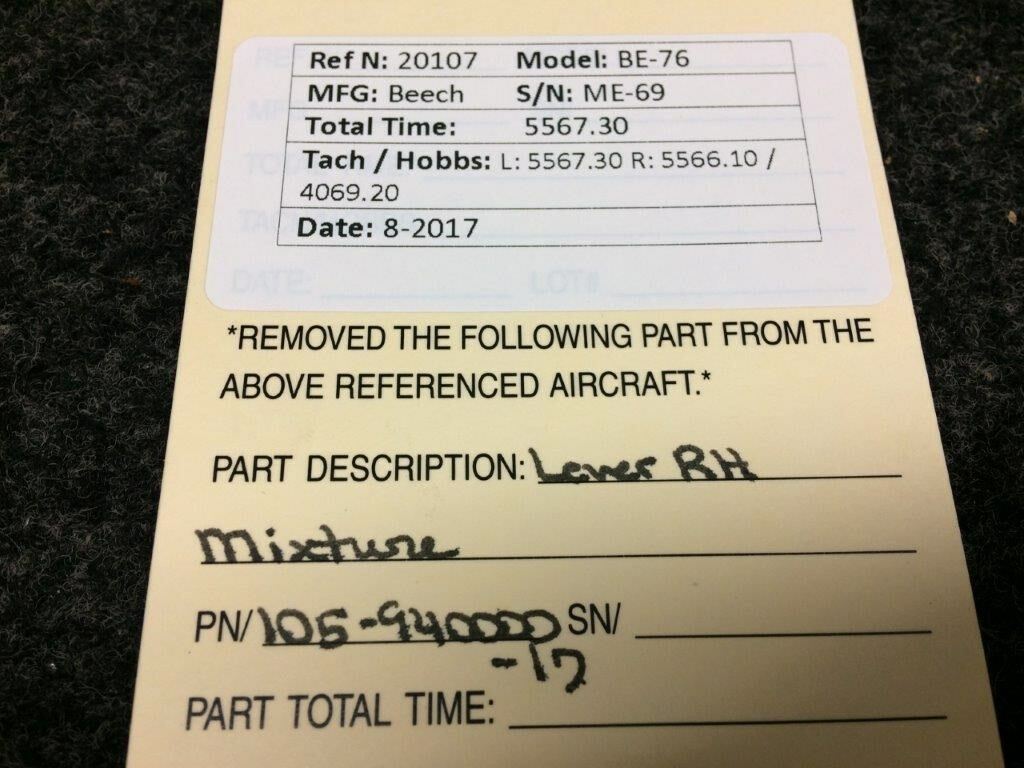 Ref N: 20107 Model: BE-76
MFG: Beech S/N: ME-69
Total Time: 5567.30
Tach / Hobbs: L: 5567.30 R: 5566.10 /
4069.20
Date: 8-2017
DATE: LOT#
*REMOVED THE FOLLOWING PART FROM THE
ABOVE REFERENCED AIRCRAFT.*
PART DESCRIPTION: Lever RH
Mixture
PN/ 105-940000 SN/
-17
PART TOTAL TIME: